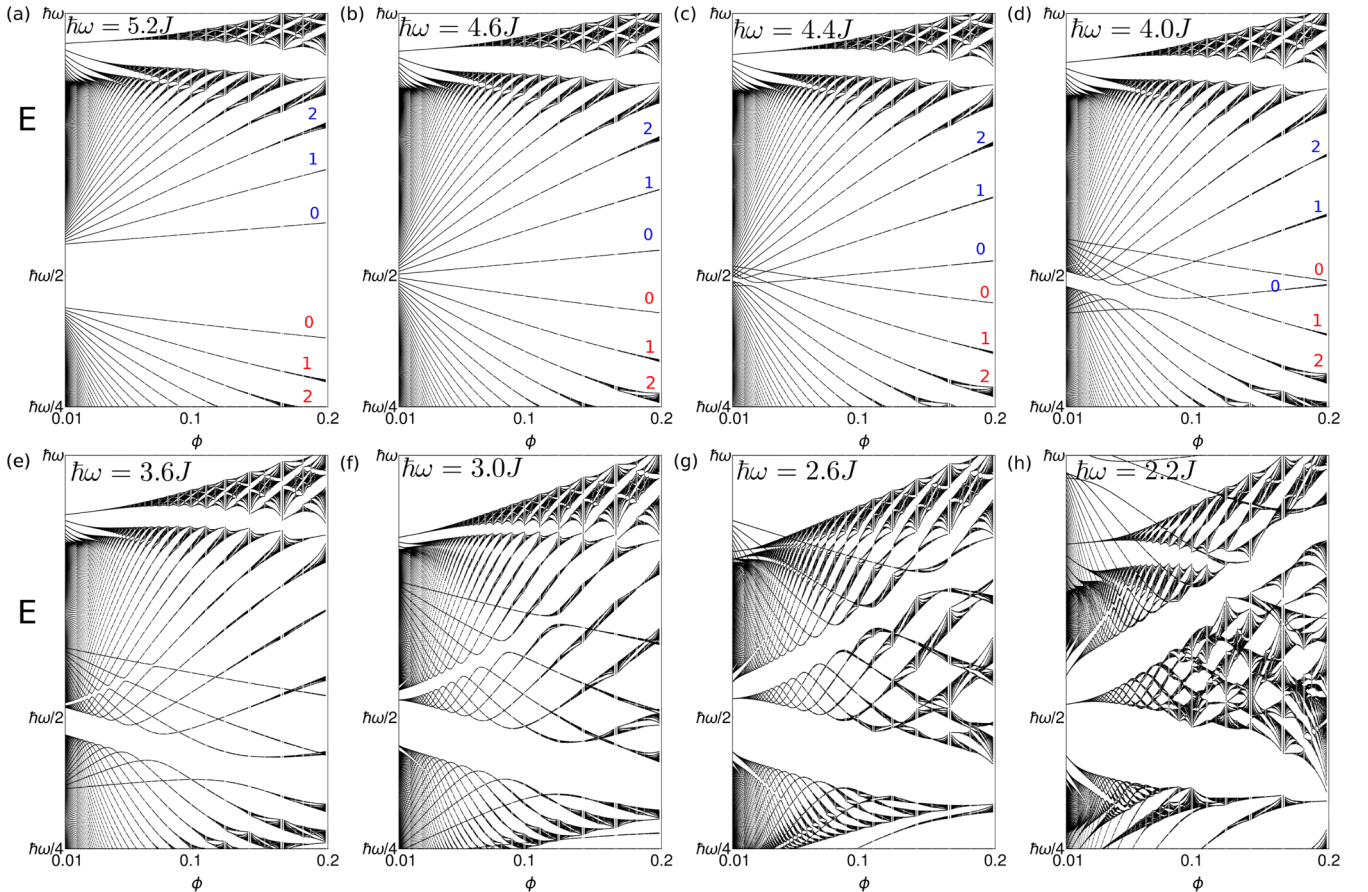 (a)
ħω = 5.2J
(b)
ħω = 4.6J
(c)
ħω = 4.4J
(d)
ħω = 4.0J
ħω
ħω
ħω
ħω
E
2
1
0
ħω/2
0
1
2
ħω/4
0.01
0.1
0.2
ϕ
2
1
0
ħω/2
0
1
2
ħω/4
0.01
0.1
0.2
ϕ
2
1
0
ħω/2
0
1
2
ħω/4
0.01
0.1
0.2
ϕ
2
1
0
0
ħω/2
1
2
ħω/4
0.01
0.1
0.2
ϕ
(e)
ħω = 3.6J
(f)
ħω = 3.0J
(g)
ħω = 2.6J
(h)
ħω = 2.2J
ħω
ħω
ħω
ħω
E
ħω/2
ħω/4
0.01
0.1
0.2
ϕ
ħω/2
ħω/4
0.01
0.1
0.2
ϕ
ħω/2
ħω/4
0.01
0.1
0.2
ϕ
ħω/2
ħω/4
0.01
0.1
0.2
ϕ